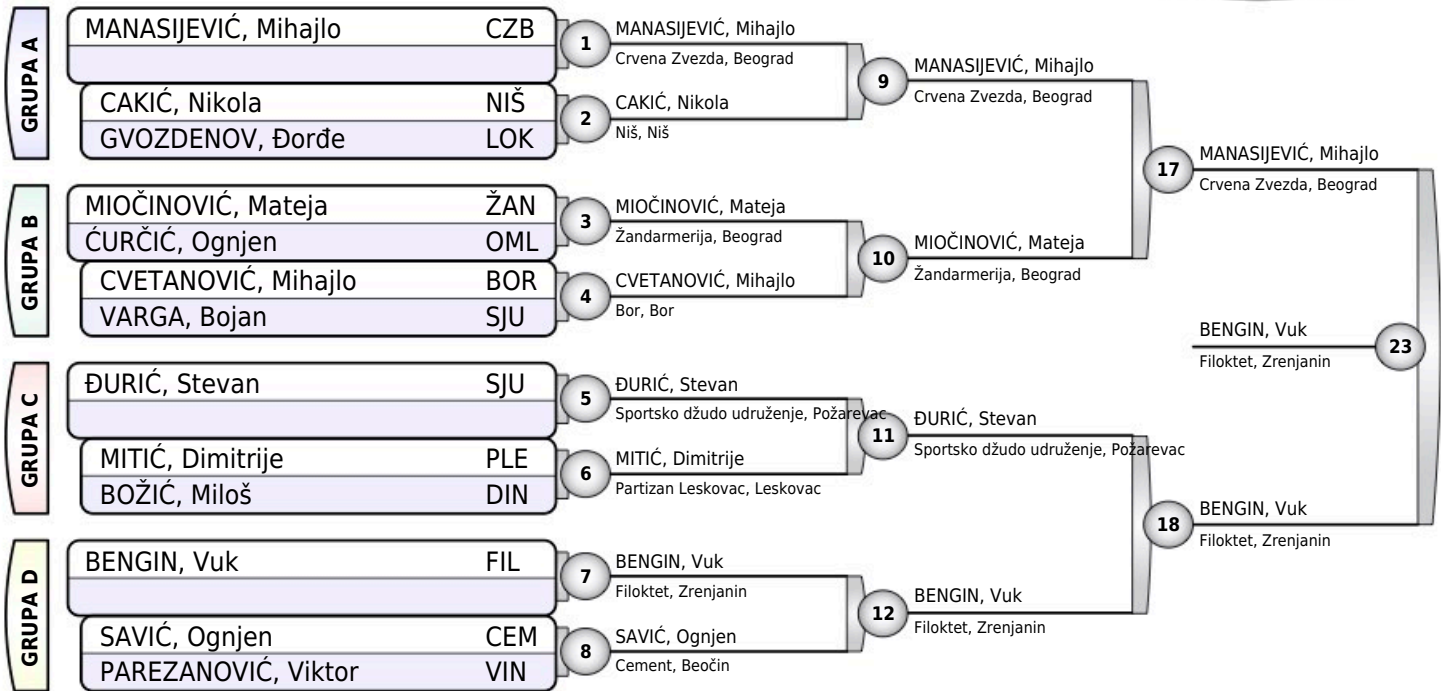 GRUPA A
MANASIJEVIĆ, Mihajlo CZB
CAKIĆ, Nikola NIŠ
GVOZDENOV, Đorđe LOK
GRUPA B
MIOČINOVIĆ, Mateja ŽAN
ĆURČIĆ, Ognjen OML
CVETANOVIĆ, Mihajlo BOR
VARGA, Bojan SJU
GRUPA C
ĐURIĆ, Stevan SJU
MITIĆ, Dimitrije PLE
BOŽIĆ, Miloš DIN
GRUPA D
BENGIN, Vuk FIL
SAVIĆ, Ognjen CEM
PAREZANOVIĆ, Viktor VIN
1
MANASIJEVIĆ, Mihajlo
Crvena Zvezda, Beograd
2
CAKIĆ, Nikola
Niš, Niš
3
MIOČINOVIĆ, Mateja
Žandarmerija, Beograd
4
CVETANOVIĆ, Mihajlo
Bor, Bor
5
ĐURIĆ, Stevan
Sportsko džudo udruženje, Požarevac
6
MITIĆ, Dimitrije
Partizan Leskovac, Leskovac
7
BENGIN, Vuk
Filoktet, Zrenjanin
8
SAVIĆ, Ognjen
Cement, Beočin
9
MANASIJEVIĆ, Mihajlo
Crvena Zvezda, Beograd
10
MIOČINOVIĆ, Mateja
Žandarmerija, Beograd
11
ĐURIĆ, Stevan
Sportsko džudo udruženje, Požarevac
12
BENGIN, Vuk
Filoktet, Zrenjanin
17
MANASIJEVIĆ, Mihajlo
Crvena Zvezda, Beograd
18
BENGIN, Vuk
Filoktet, Zrenjanin
BENGIN, Vuk
Filoktet, Zrenjanin
23